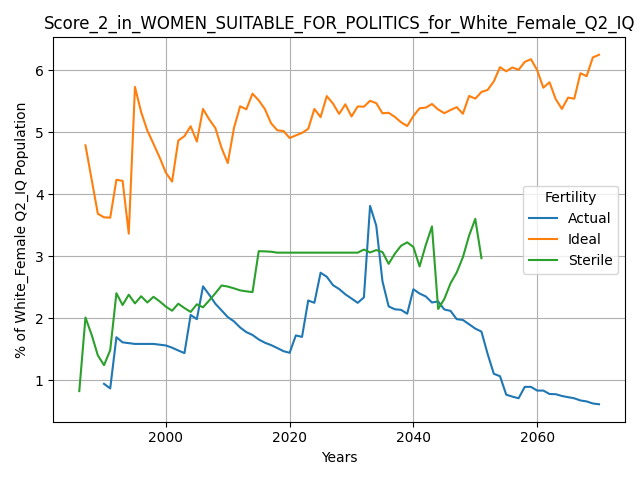 Score_2_in_WOMEN_SUITABLE_FOR_POLITICS_for_White_Female_Q2_IQ
% of White_Female Q2_IQ Population
6
5
4
3
2
1
Fertility
Actual
Ideal
Sterile
2000 2020 2040 2060
Years